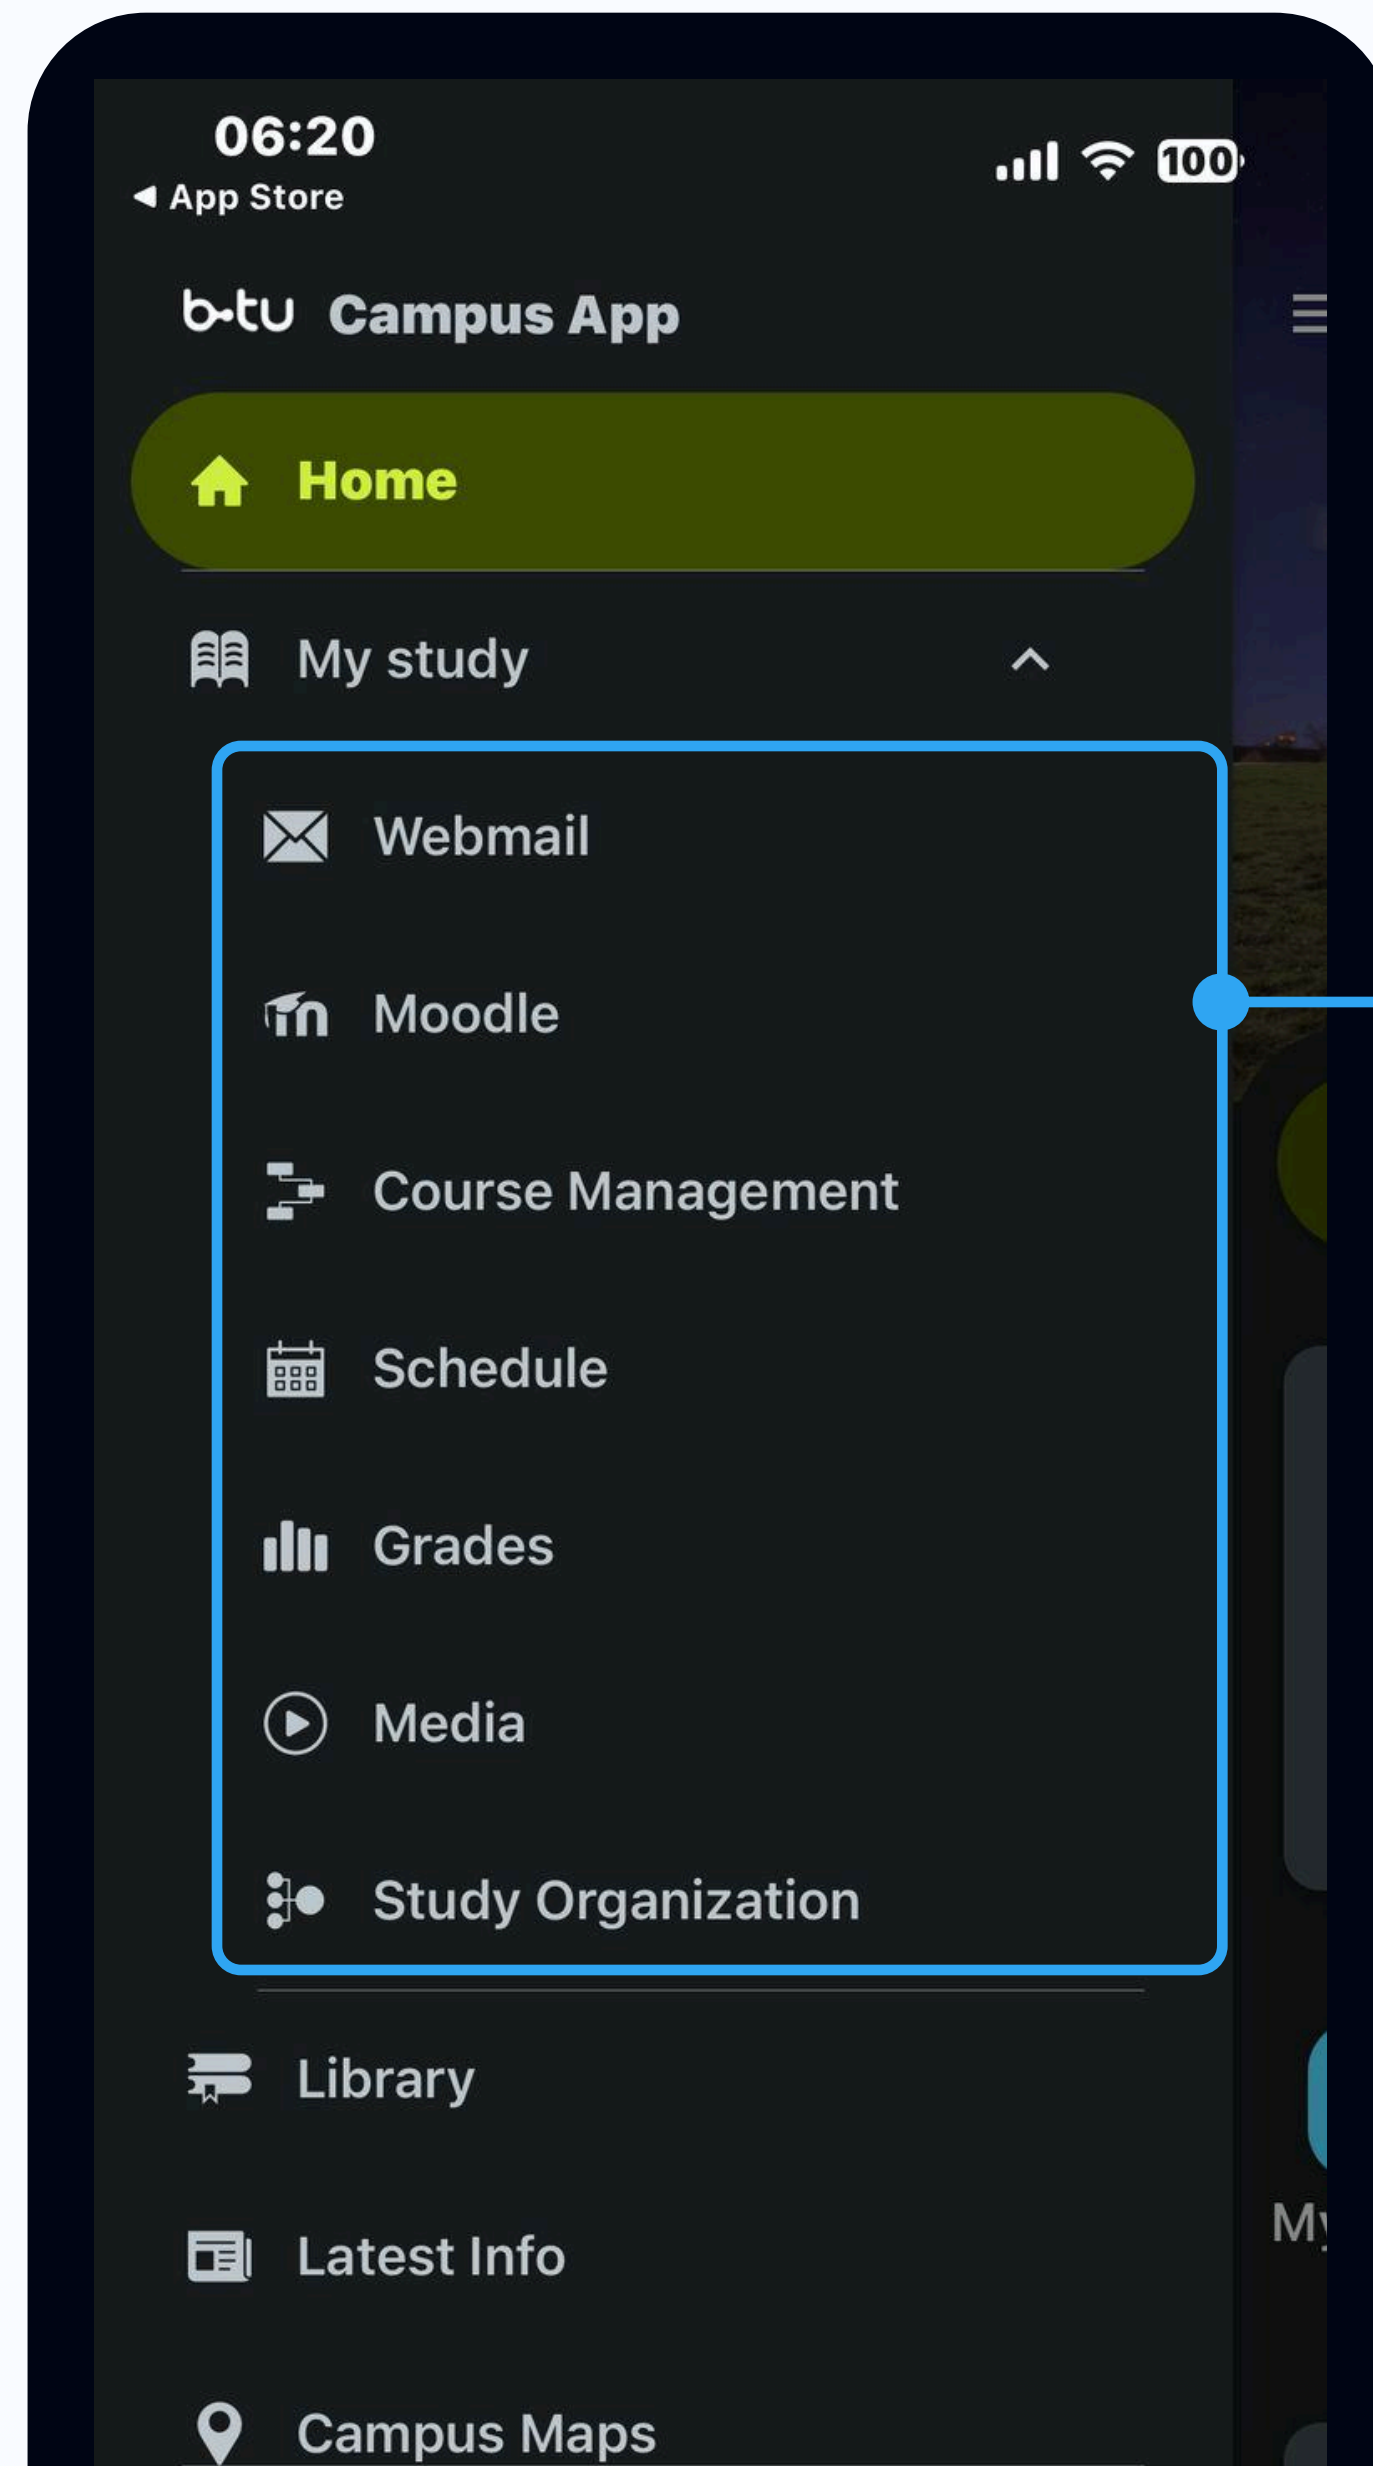 06:20
100
App Store
b-tu Campus App
Home
My study
Webmail
Moodle
Course Management
Schedule
Grades
Media
Study Organization
Library
Latest Info
My
Campus Maps